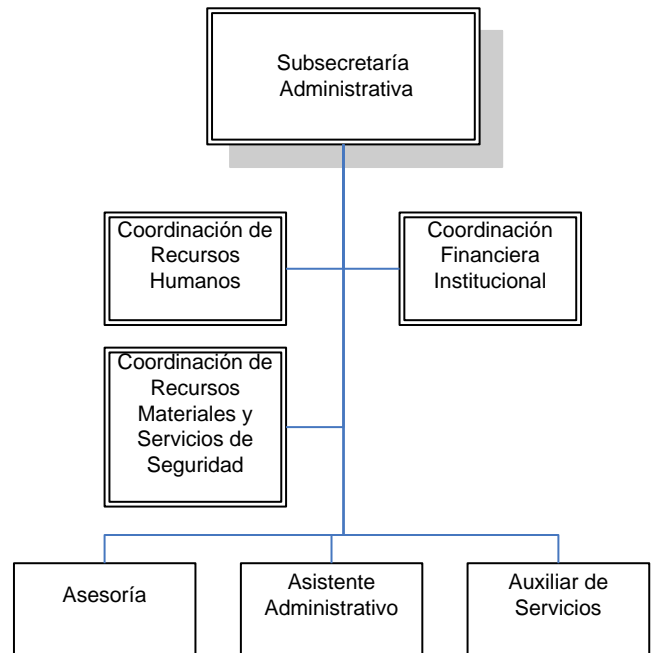 Subsecretaría
Administrativa
Coordinación de
Recursos
Humanos
Coordinación
Financiera
Institucional
Coordinación de
Recursos
Materiales y
Servicios de
Seguridad
Asesoría
Asistente
Administrativo
Auxiliar de
Servicios